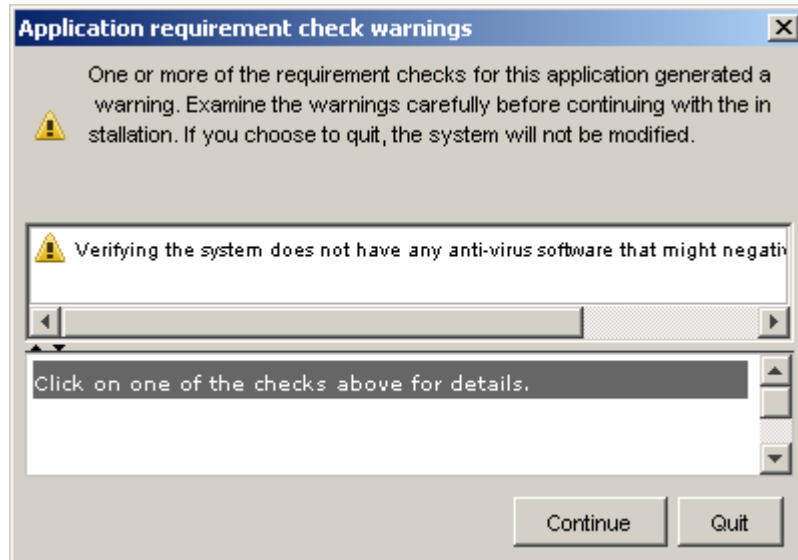 Application requirement check warnings
One or more of the requirement checks for this application generated a
warning. Examine the warnings carefully before continuing with the in
stallation. If you choose to quit, the system will not be modified.
Verifying the system does not have any anti-virus software that might negativ
Click on one of the checks above for details.
Continue Quit